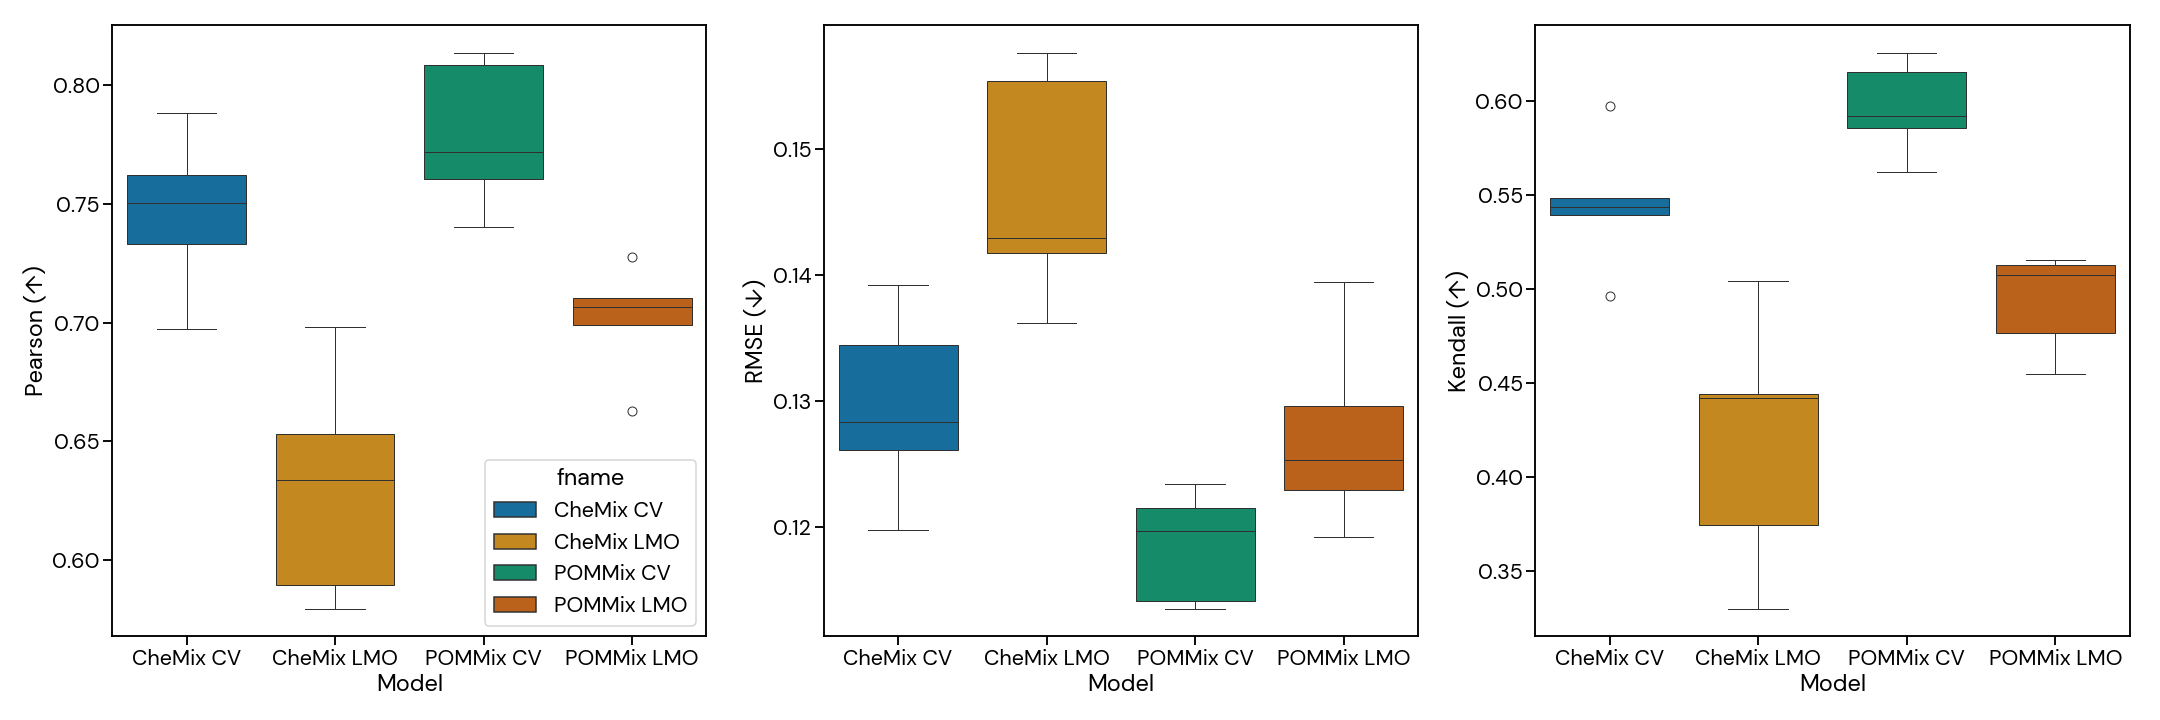 Pearson (↑)
0.80
0.75
0.70
0.65
0.60
fname
CheMix CV
CheMix LMO
POMMix CV
POMMix LMO
CheMix CV
CheMix LMO
POMMix CV
POMMix LMO
Model
RMSE (↓)
0.15
0.14
0.13
0.12
CheMix CV
CheMix LMO
POMMix CV
POMMix LMO
Model
Kendall (↑)
0.60
0.55
0.50
0.45
0.40
0.35
CheMix CV
CheMix LMO
POMMix CV
POMMix LMO
Model